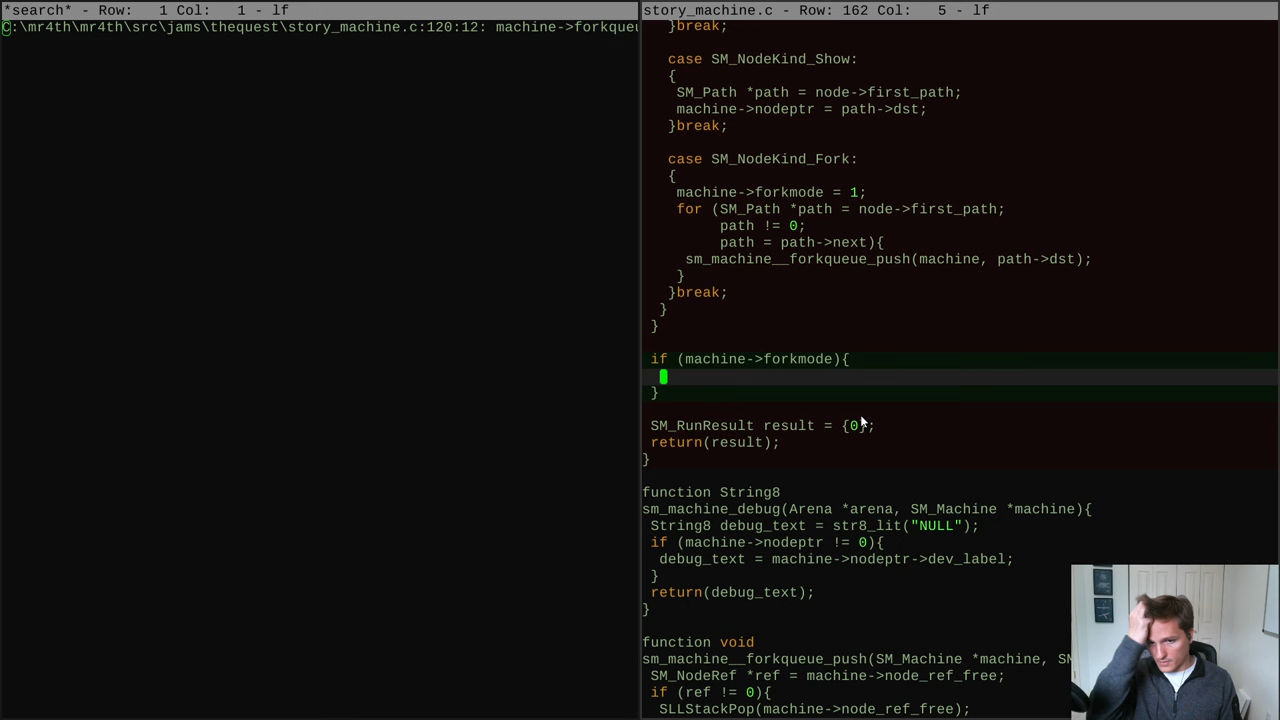 *search* - Row: 1 Col: 1 - lf
C:\mr4th\mr4th\src\jams\thequest\story_machine.c:120:12: machine->forkqueu
story_machine.c - Row: 162 Col: 5 - lf
}break;
case SM_NodeKind_Show:
{
SM_Path *path = node->first_path;
machine->nodeptr = path->dst;
}break;
case SM_NodeKind_Fork:
{
machine->forkmode = 1;
for (SM_Path *path = node->first_path;
path != 0;
path = path->next){
sm_machine__forkqueue_push(machine, path->dst);
}
}break;
}
}
if (machine->forkmode){
}
SM_RunResult result = {0};
return(result);
}
function String8
sm_machine_debug(Arena *arena, SM_Machine *machine){
String8 debug_text = str8_lit("NULL");
if (machine->nodeptr != 0){
debug_text = machine->nodeptr->dev_label;
}
return(debug_text);
}
function void
sm_machine__forkqueue_push(SM_Machine *machine, SM
SM_NodeRef *ref = machine->node_ref_free;
if (ref != 0){
SLLStackPop(machine->node_ref_free);